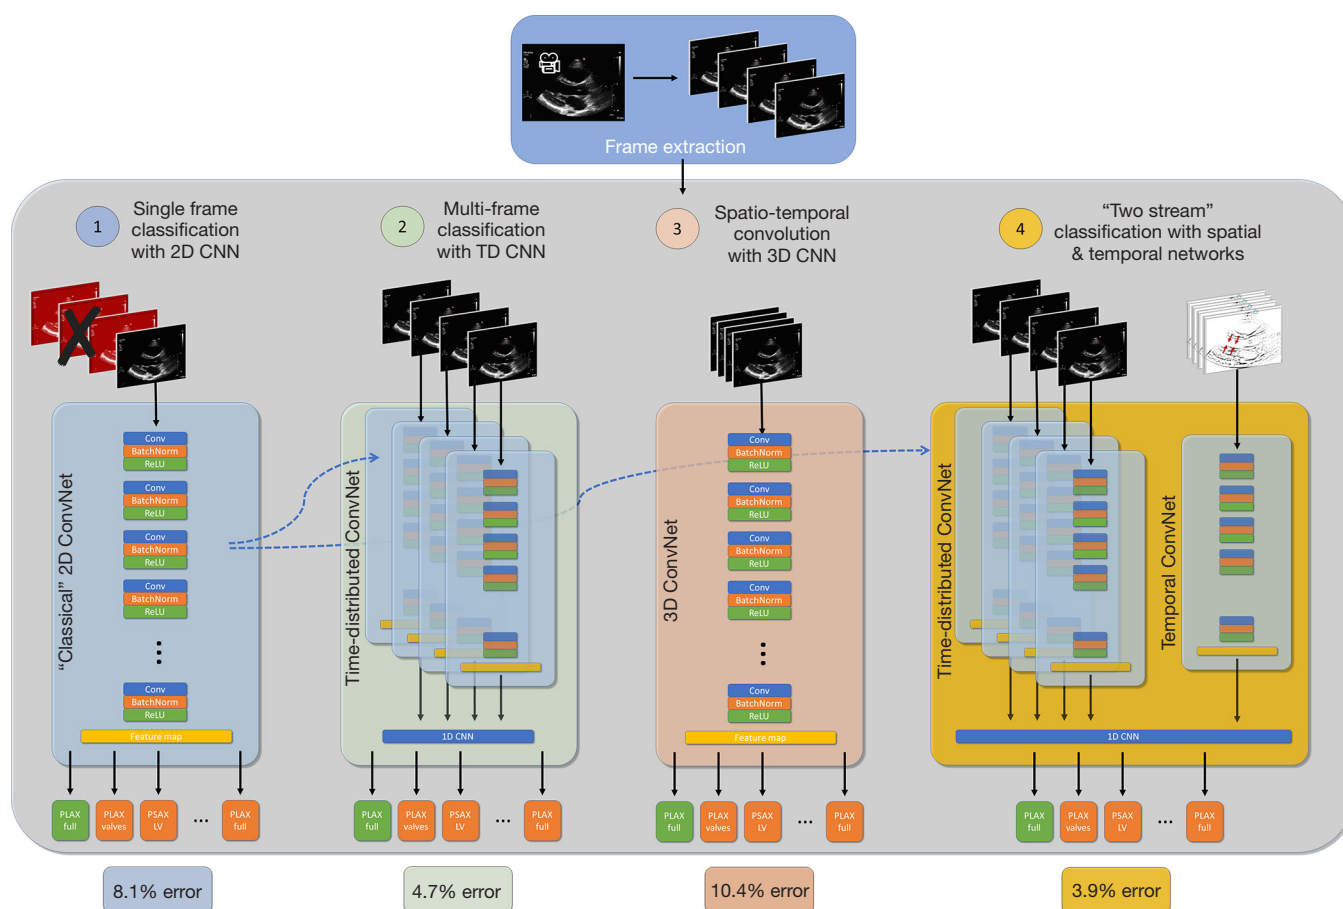 Frame extraction
1
Single frame
classification
with 2D CNN
2
Multi-frame
classification
with TD CNN
3
Spatio-temporal
convolution
with 3D CNN
4
“Two stream”
classification with spatial
& temporal networks
“Classical” 2D ConvNet
Conv
BatchNorm
ReLU
Conv
BatchNorm
ReLU
Conv
BatchNorm
ReLU
Conv
BatchNorm
ReLU
...
Conv
BatchNorm
ReLU
Feature map
Time-distributed ConvNet
1D CNN
3D ConvNet
Conv
BatchNorm
ReLU
Conv
BatchNorm
ReLU
Conv
BatchNorm
ReLU
Conv
BatchNorm
ReLU
...
Conv
BatchNorm
ReLU
Feature map
Time-distributed ConvNet
Temporal ConvNet
1D CNN
PLAX
full
PLAX
valves
PSAX
LV
...
PLAX
full
PLAX
full
PLAX
valves
PSAX
LV
...
PLAX
full
PLAX
full
PLAX
valves
PSAX
LV
...
PLAX
full
PLAX
full
PLAX
valves
PSAX
LV
...
PLAX
full
8.1% error
4.7% error
10.4% error
3.9% error